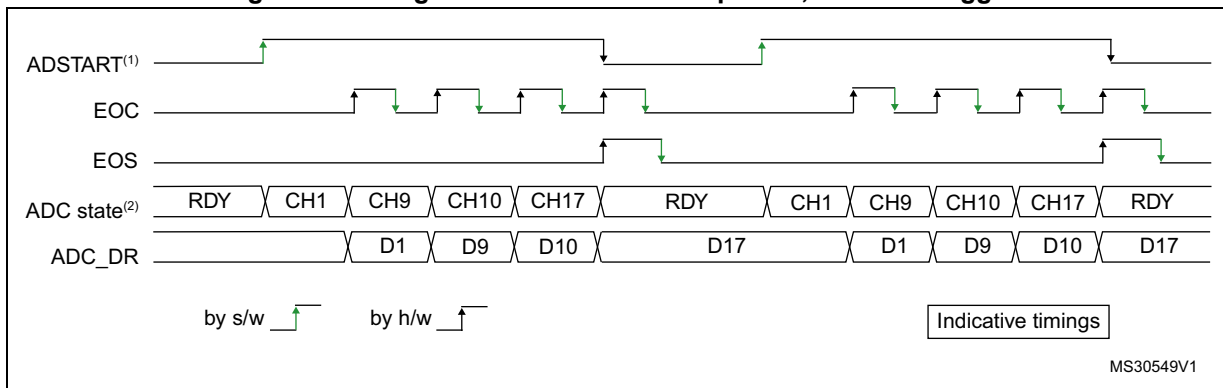 ADSTART(1)
EOC
EOS
ADC state(2) RDY CH1 CH9 CH10 CH17 RDY CH1 CH9 CH10 CH17 RDY
ADC_DR D1 D9 D10 D17 D1 D9 D10 D17
by s/w by h/w Indicative timings
MS30549V1